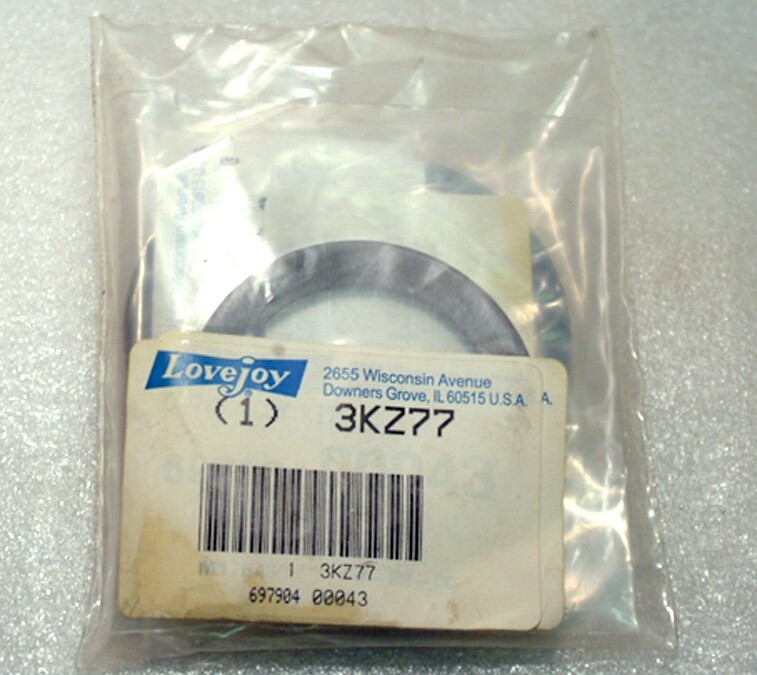 Lovejoy
2655 Wisconsin Avenue
Downers Grove, IL 60515 U.S.A. A.
(1) 3KZ77
1 3KZ77
697904 00043